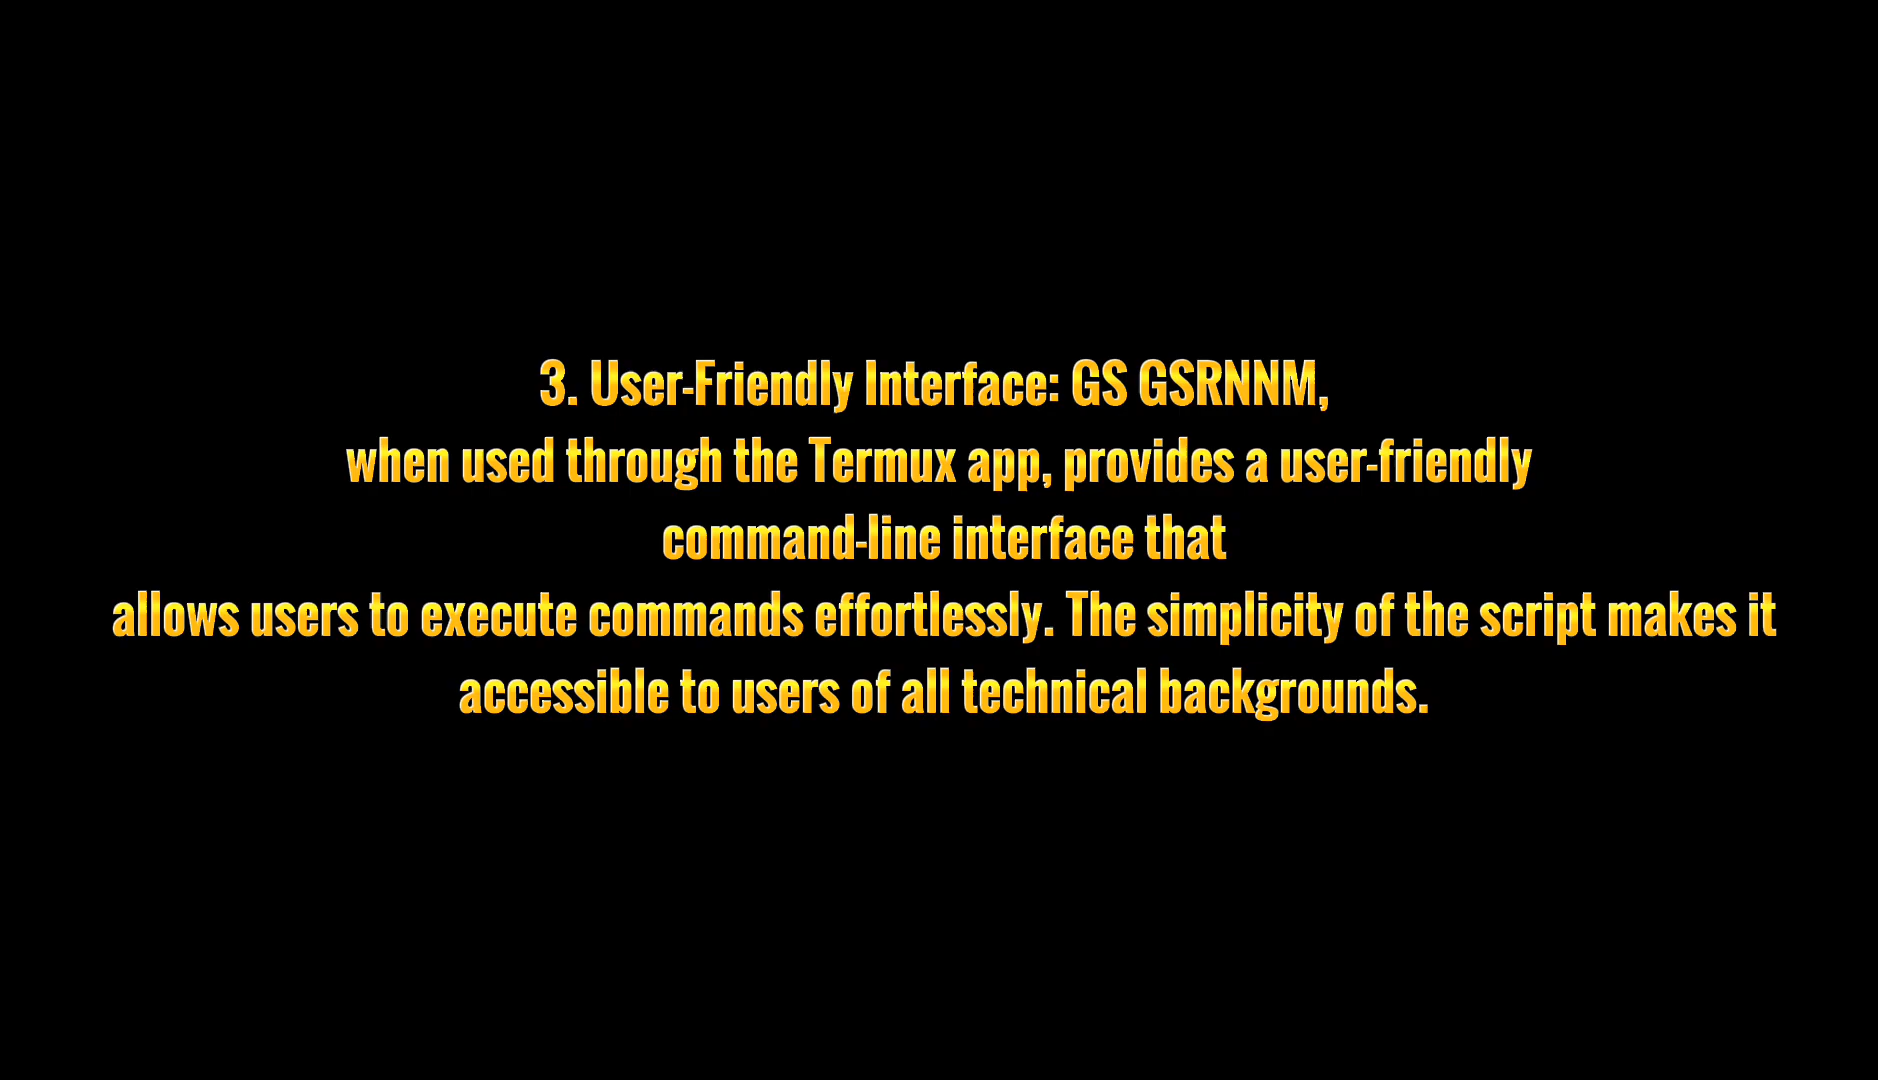 3. User-Friendly Interface: GS GSRNNM,
when used through the Termux app, provides a user-friendly
command-line interface that
allows users to execute commands effortlessly. The simplicity of the script makes it
accessible to users of all technical backgrounds.